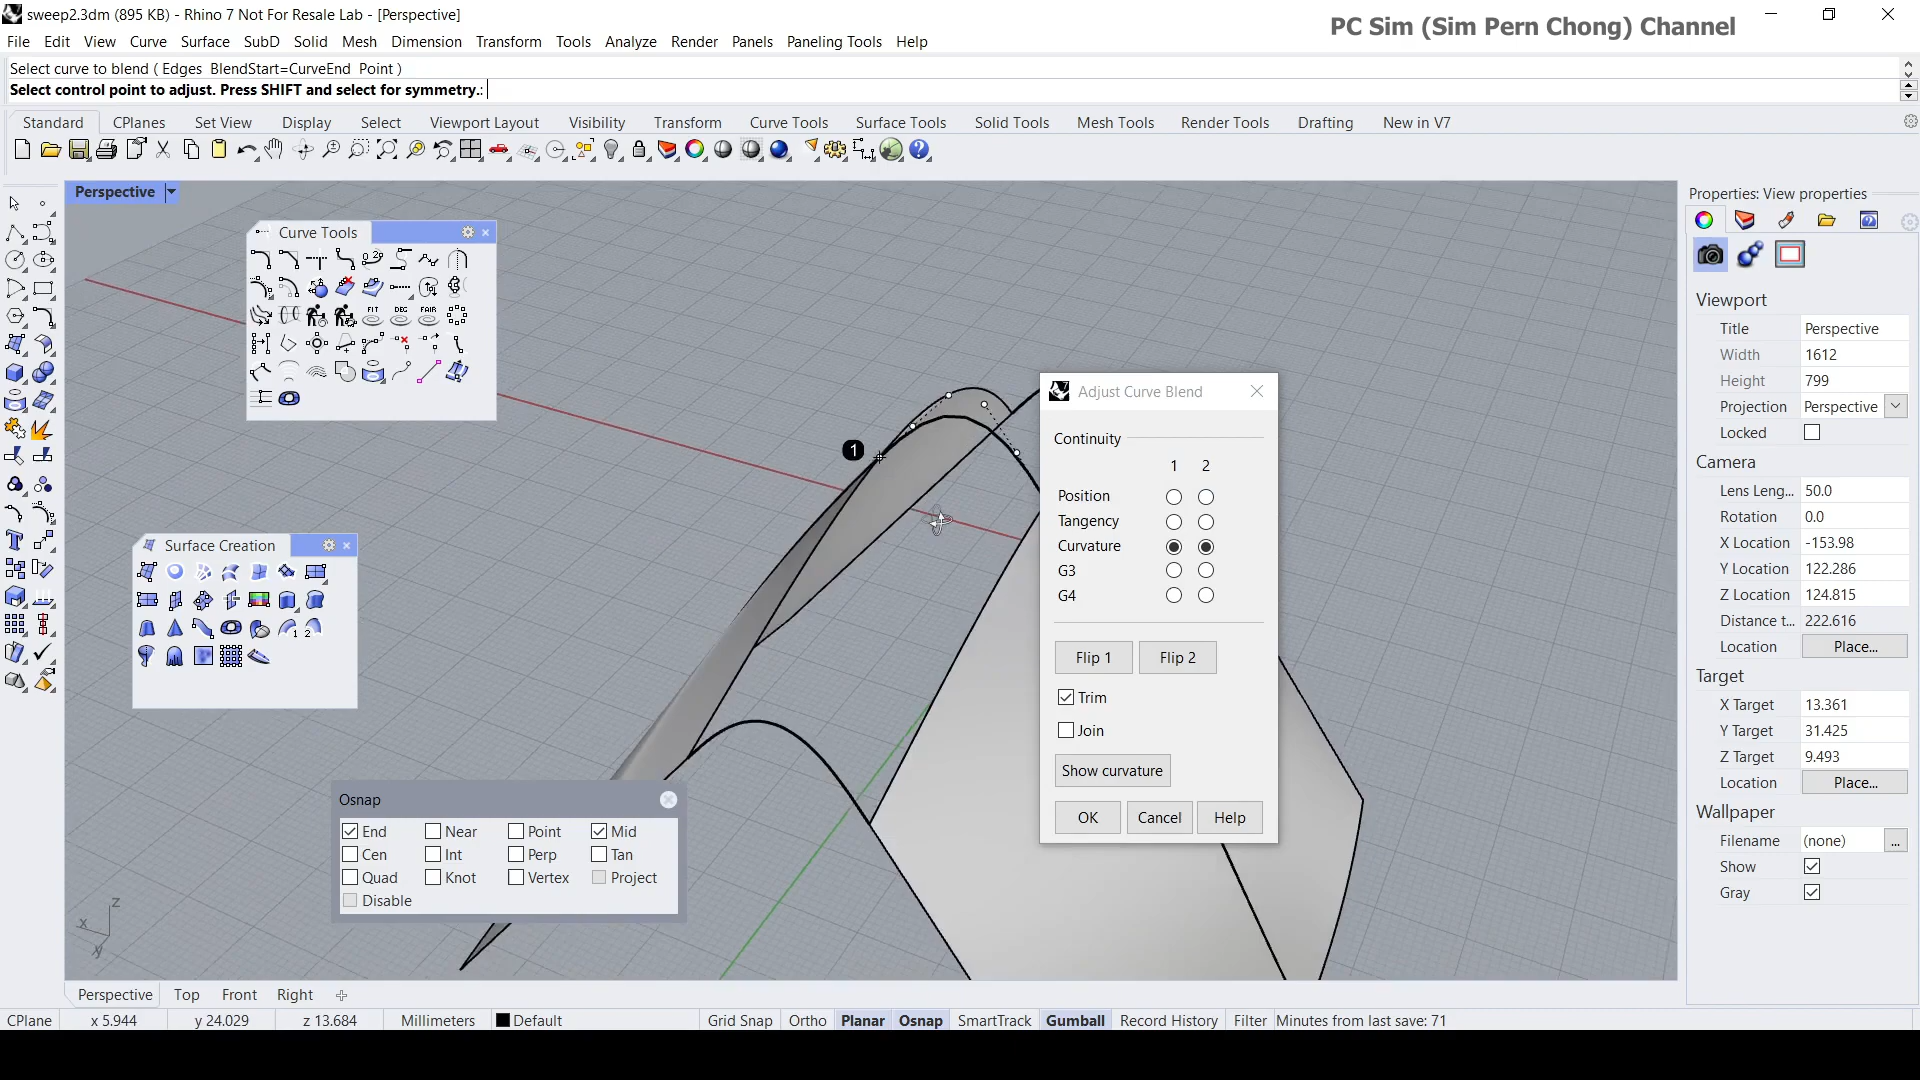 sweep2.3dm (895 KB) - Rhino 7 Not For Resale Lab - [Perspective]
PC Sim (Sim Pern Chong) Channel
File Edit View Curve Surface SubD Solid Mesh Dimension Transform Tools Analyze Render Panels Paneling Tools Help
Select curve to blend ( Edges BlendStart=CurveEnd Point )
Select control point to adjust. Press SHIFT and select for symmetry.:
Standard CPlanes Set View Display Select Viewport Layout Visibility Transform Curve Tools Surface Tools Solid Tools Mesh Tools Render Tools Drafting New in V7
Perspective
Curve Tools
FIT DEG FAIR
Surface Creation
1 2
1
Osnap
End Near Point Mid
Cen Int Perp Tan
Quad Knot Vertex Project
Disable
Adjust Curve Blend
Continuity
1 2
Position
Tangency
Curvature
G3
G4
Flip 1 Flip 2
Trim
Join
Show curvature
OK Cancel Help
Properties: View properties
Viewport
Title Perspective
Width 1612
Height 799
Projection Perspective
Locked
Camera
Lens Leng... 50.0
Rotation 0.0
X Location -153.98
Y Location 122.286
Z Location 124.815
Distance t... 222.616
Location Place...
Target
X Target 13.361
Y Target 31.425
Z Target 9.493
Location Place...
Wallpaper
Filename (none) ...
Show
Gray
z
x
y
Perspective Top Front Right
CPlane x 5.944 y 24.029 z 13.684 Millimeters Default Grid Snap Ortho Planar Osnap SmartTrack Gumball Record History Filter Minutes from last save: 71